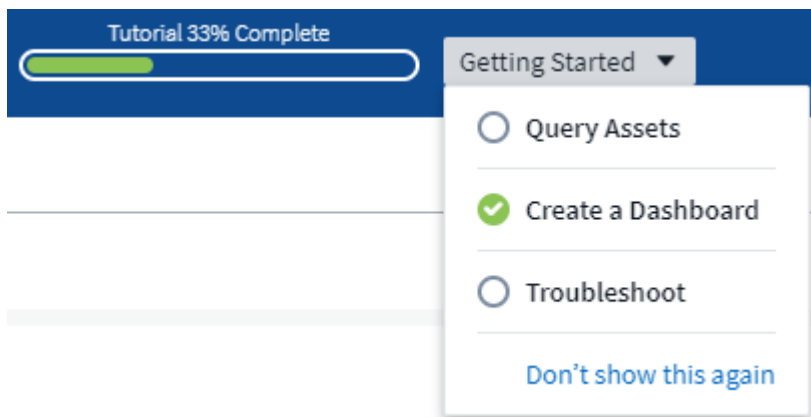 Tutorial 33% Complete
Getting Started
Query Assets
Create a Dashboard
Troubleshoot
Don’t show this again